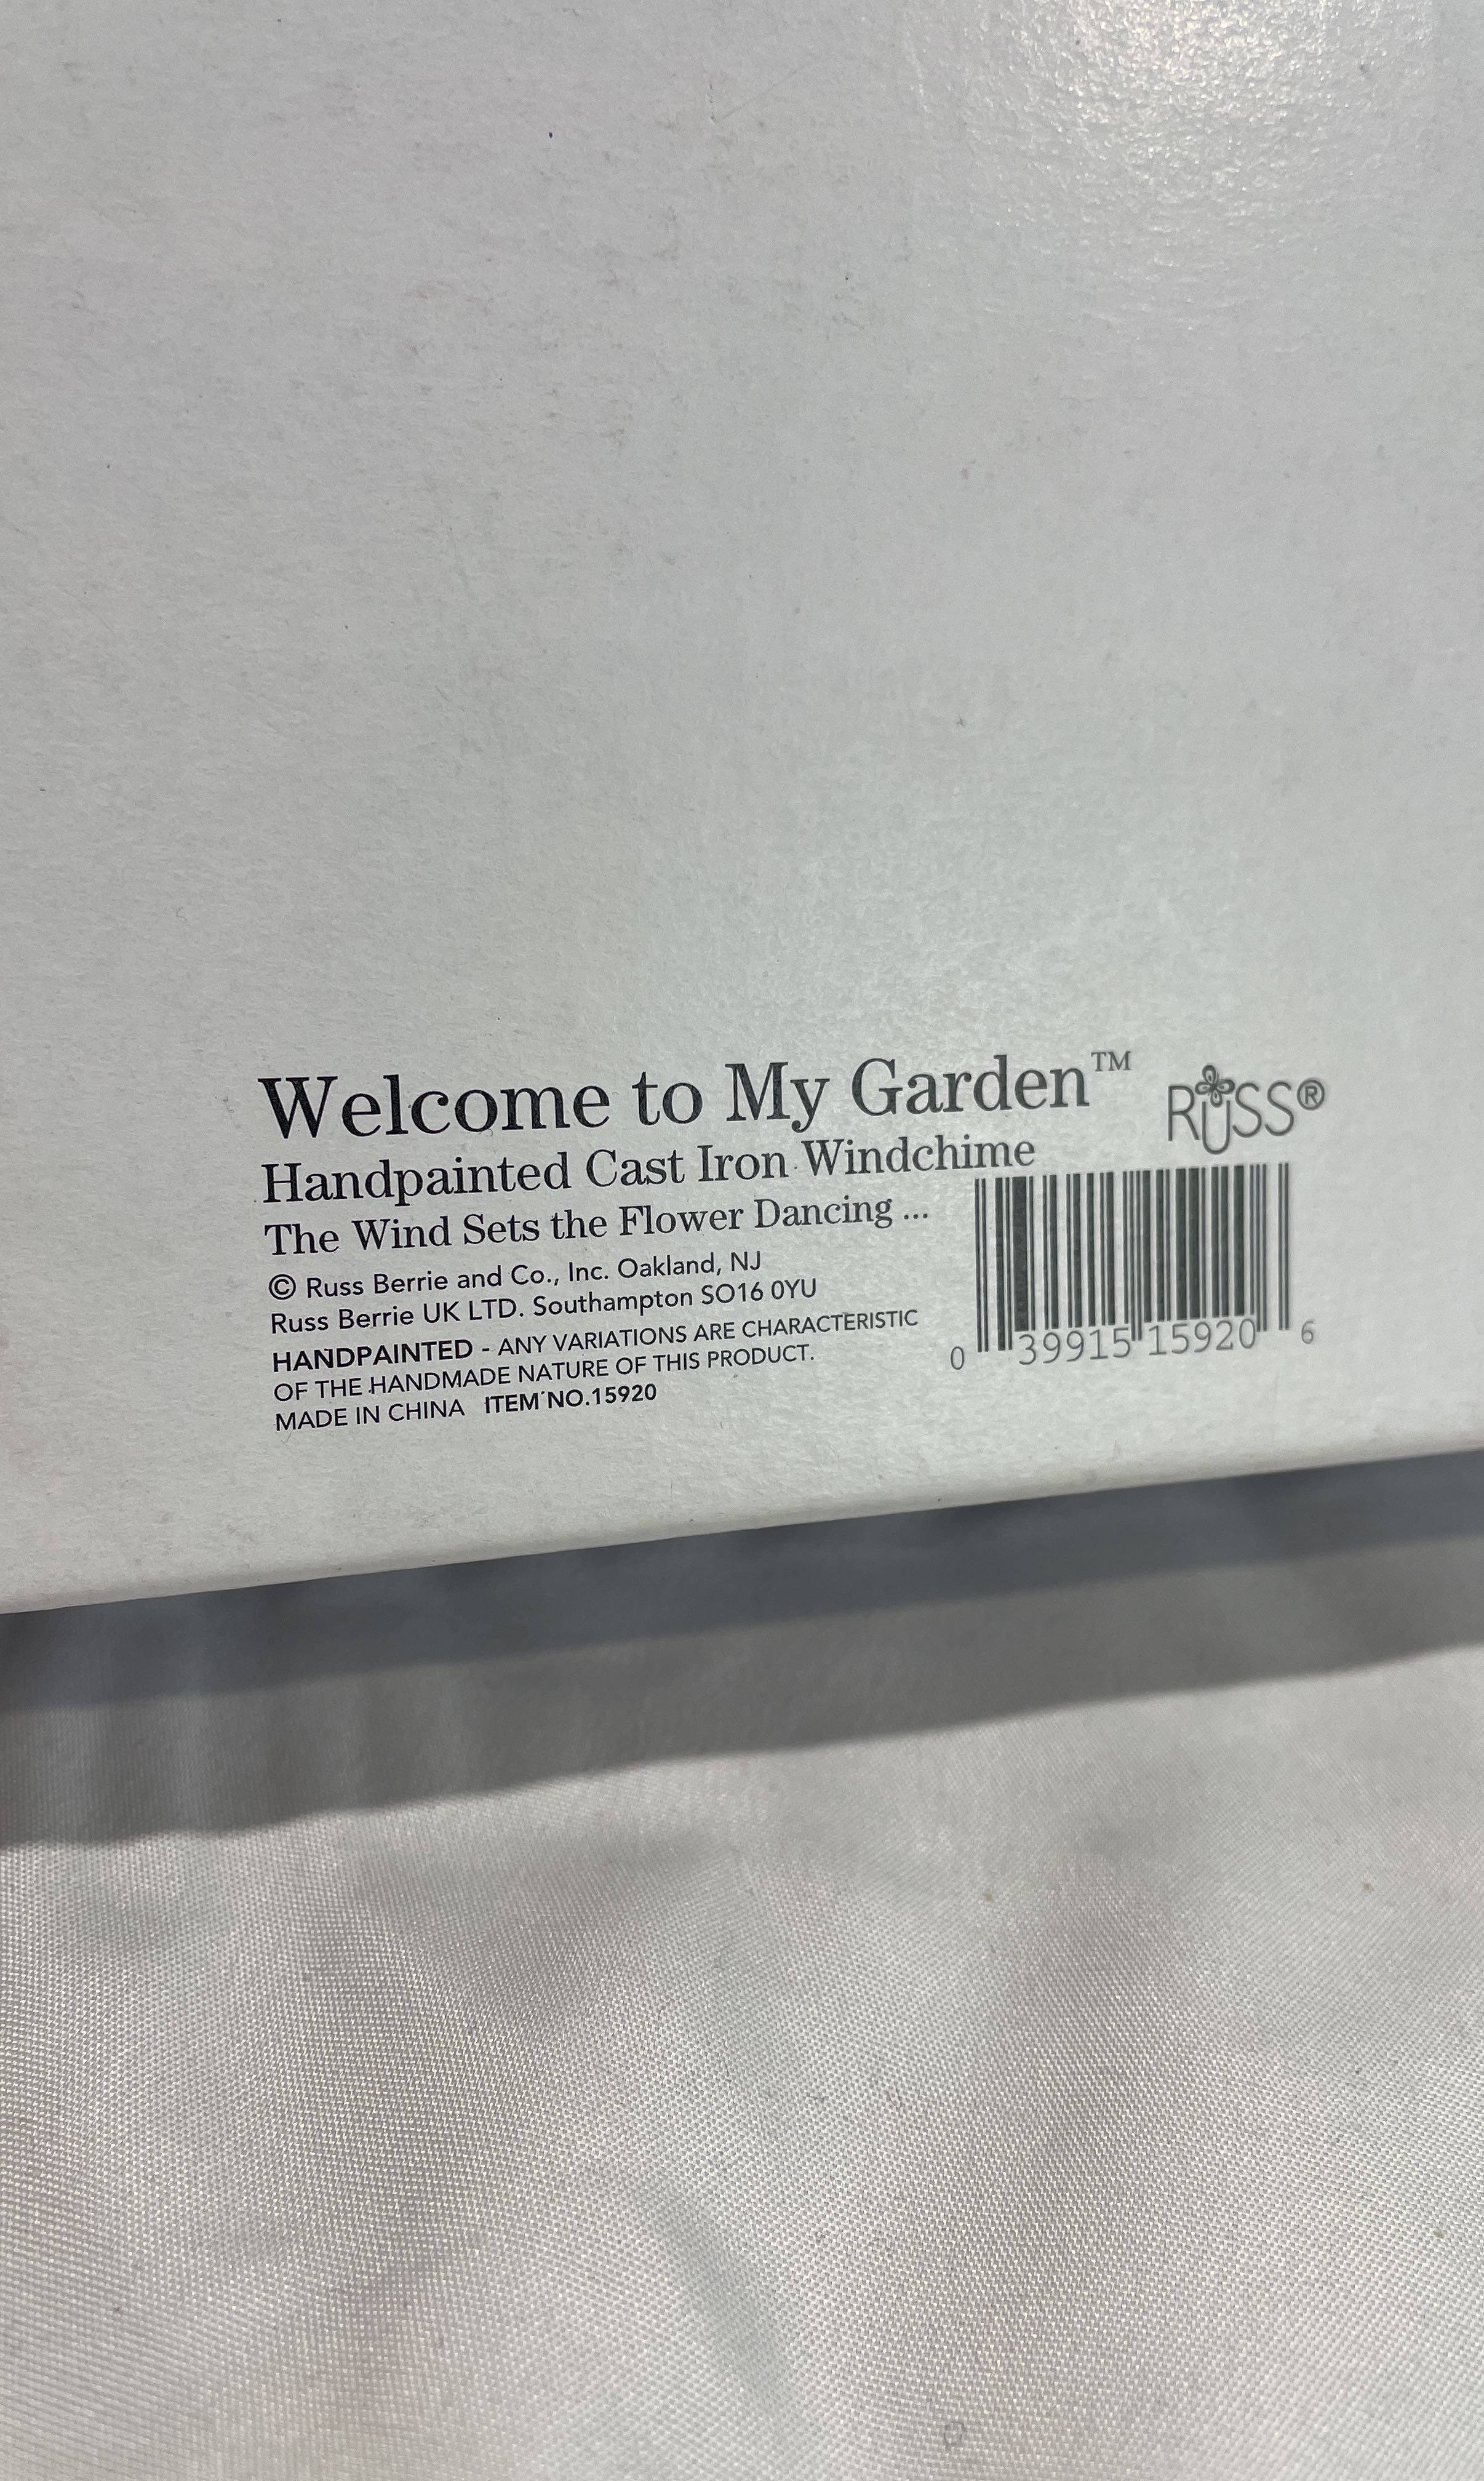 Welcome to My Garden™
RUSS®
Handpainted Cast Iron Windchime
The Wind Sets the Flower Dancing ...
© Russ Berrie and Co., Inc. Oakland, NJ
Russ Berrie UK LTD. Southampton SO16 0YU
HANDPAINTED - ANY VARIATIONS ARE CHARACTERISTIC
OF THE HANDMADE NATURE OF THIS PRODUCT.
MADE IN CHINA ITEM NO.15920
0 39915 15920 6